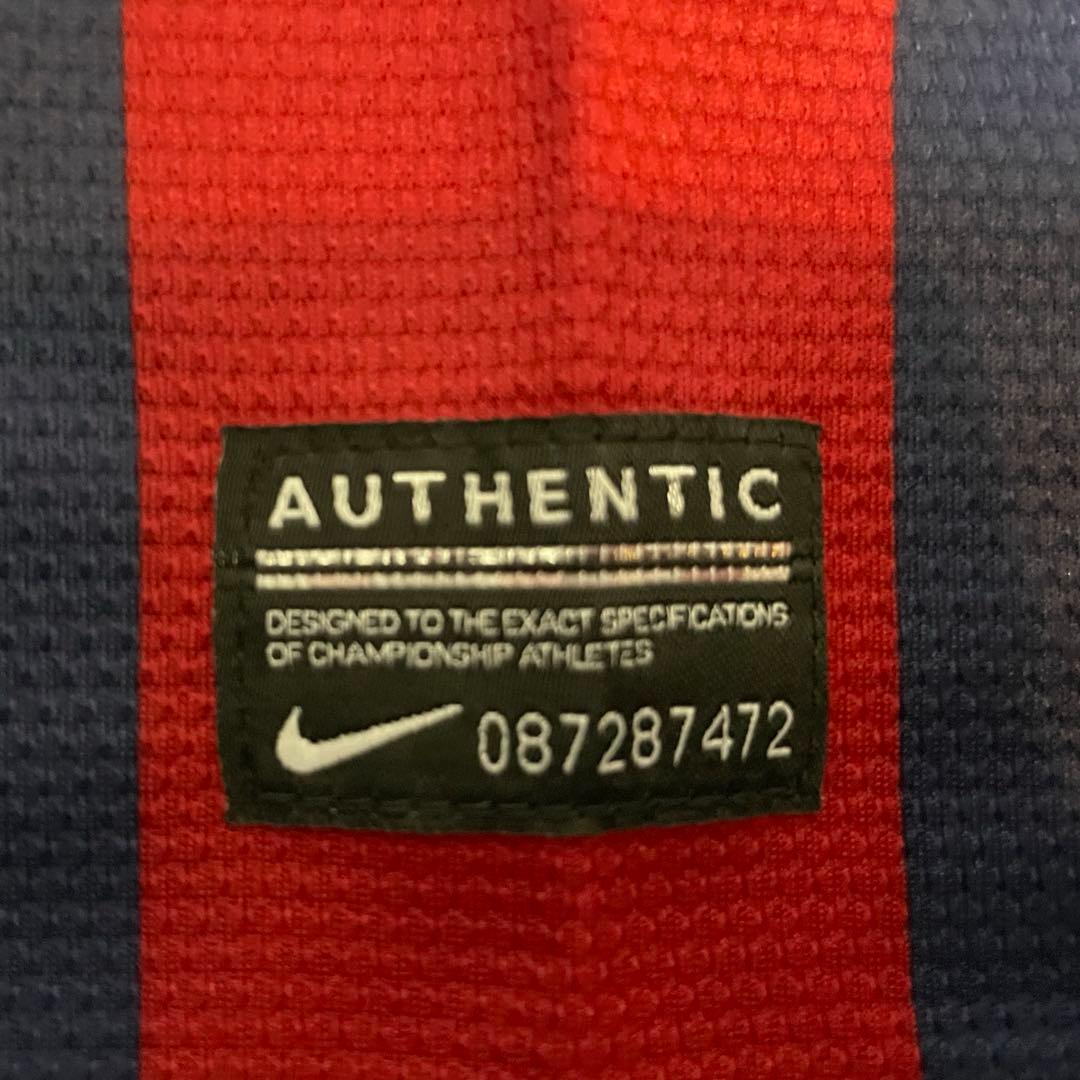 AUTHENTIC
DESIGNED TO THE EXACT SPECIFICATIONS
OF CHAMPIONSHIP ATHLETES
087287472